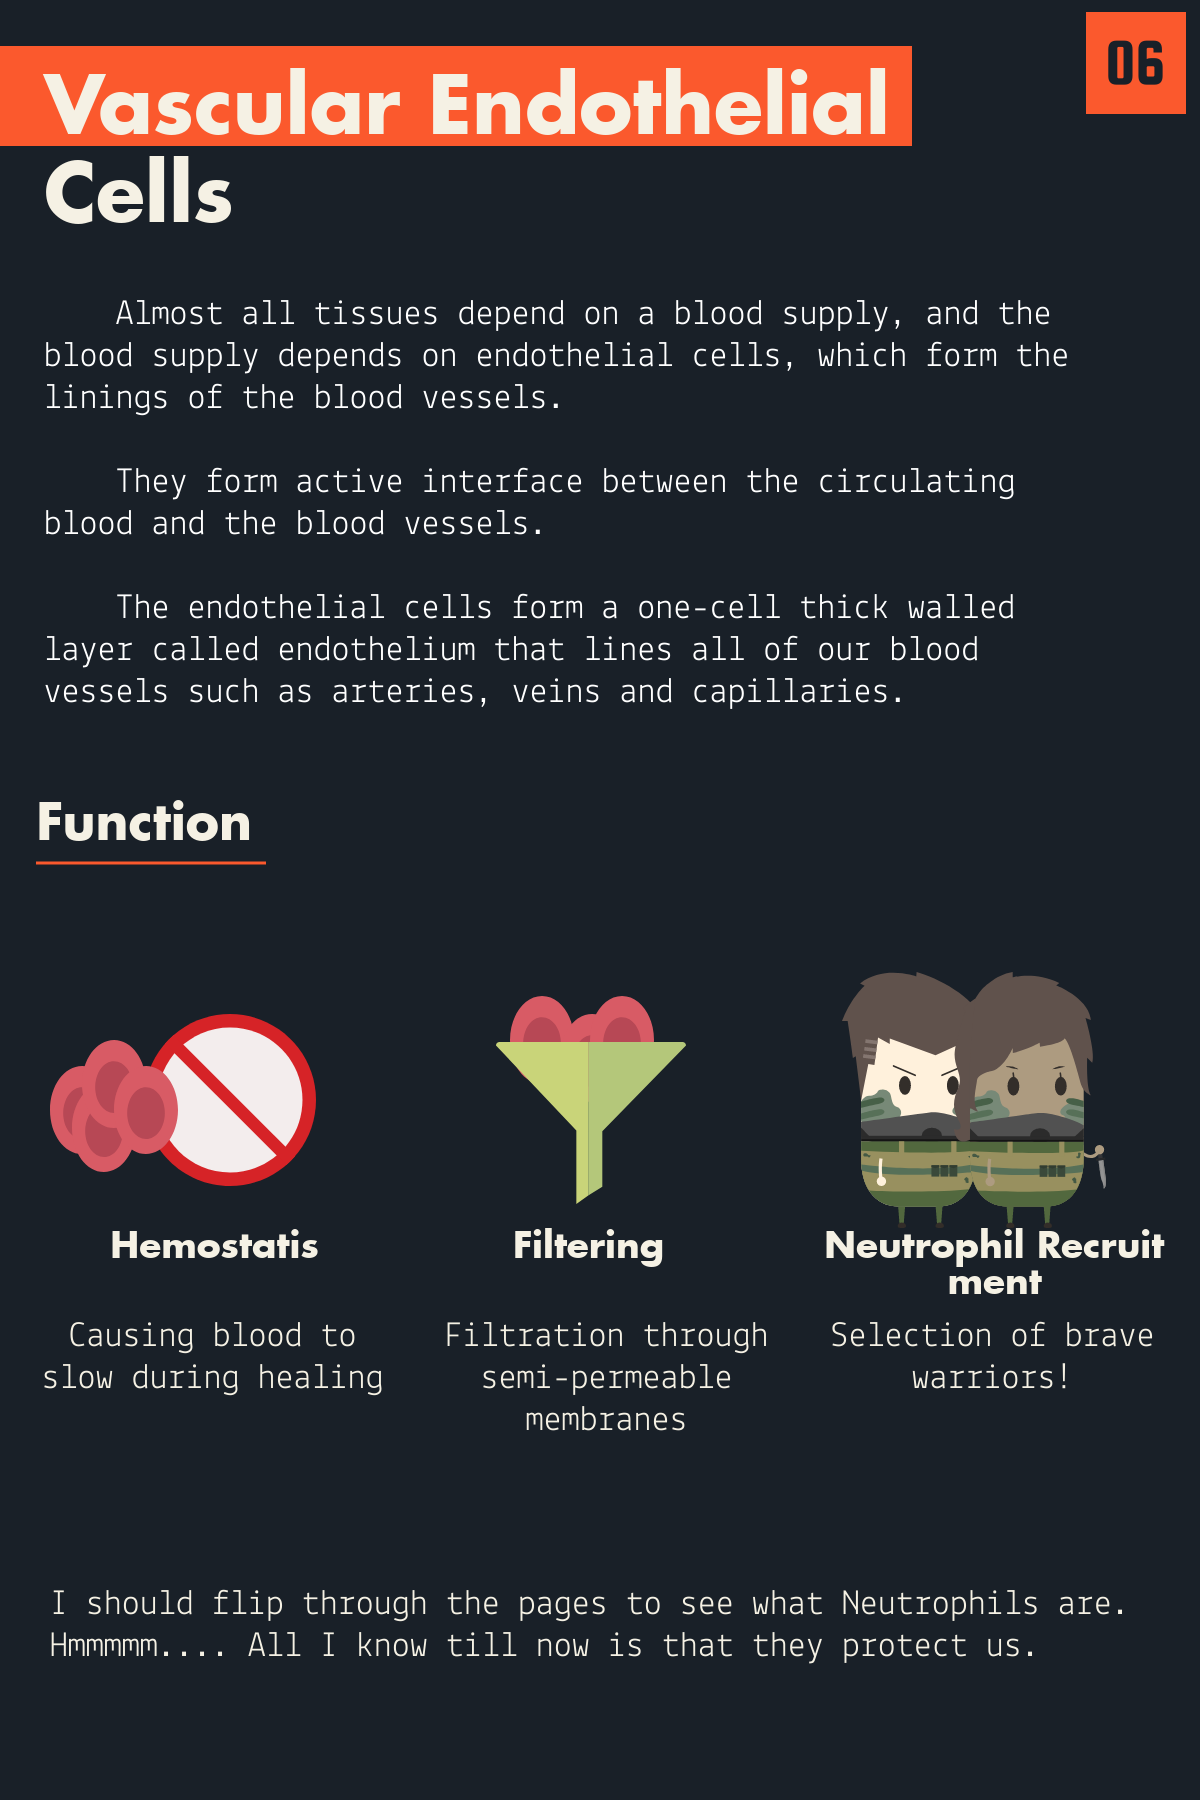 06
Vascular Endothelial
Cells
Almost all tissues depend on a blood supply, and the
blood supply depends on endothelial cells, which form the
linings of the blood vessels.
They form active interface between the circulating
blood and the blood vessels.
The endothelial cells form a one-cell thick walled
layer called endothelium that lines all of our blood
vessels such as arteries, veins and capillaries.
Function
Hemostatis
Causing blood to
slow during healing
Filtering
Filtration through
semi-permeable
membranes
Neutrophil Recruit
ment
Selection of brave
warriors!
I should flip through the pages to see what Neutrophils are.
Hmmmmm.... All I know till now is that they protect us.